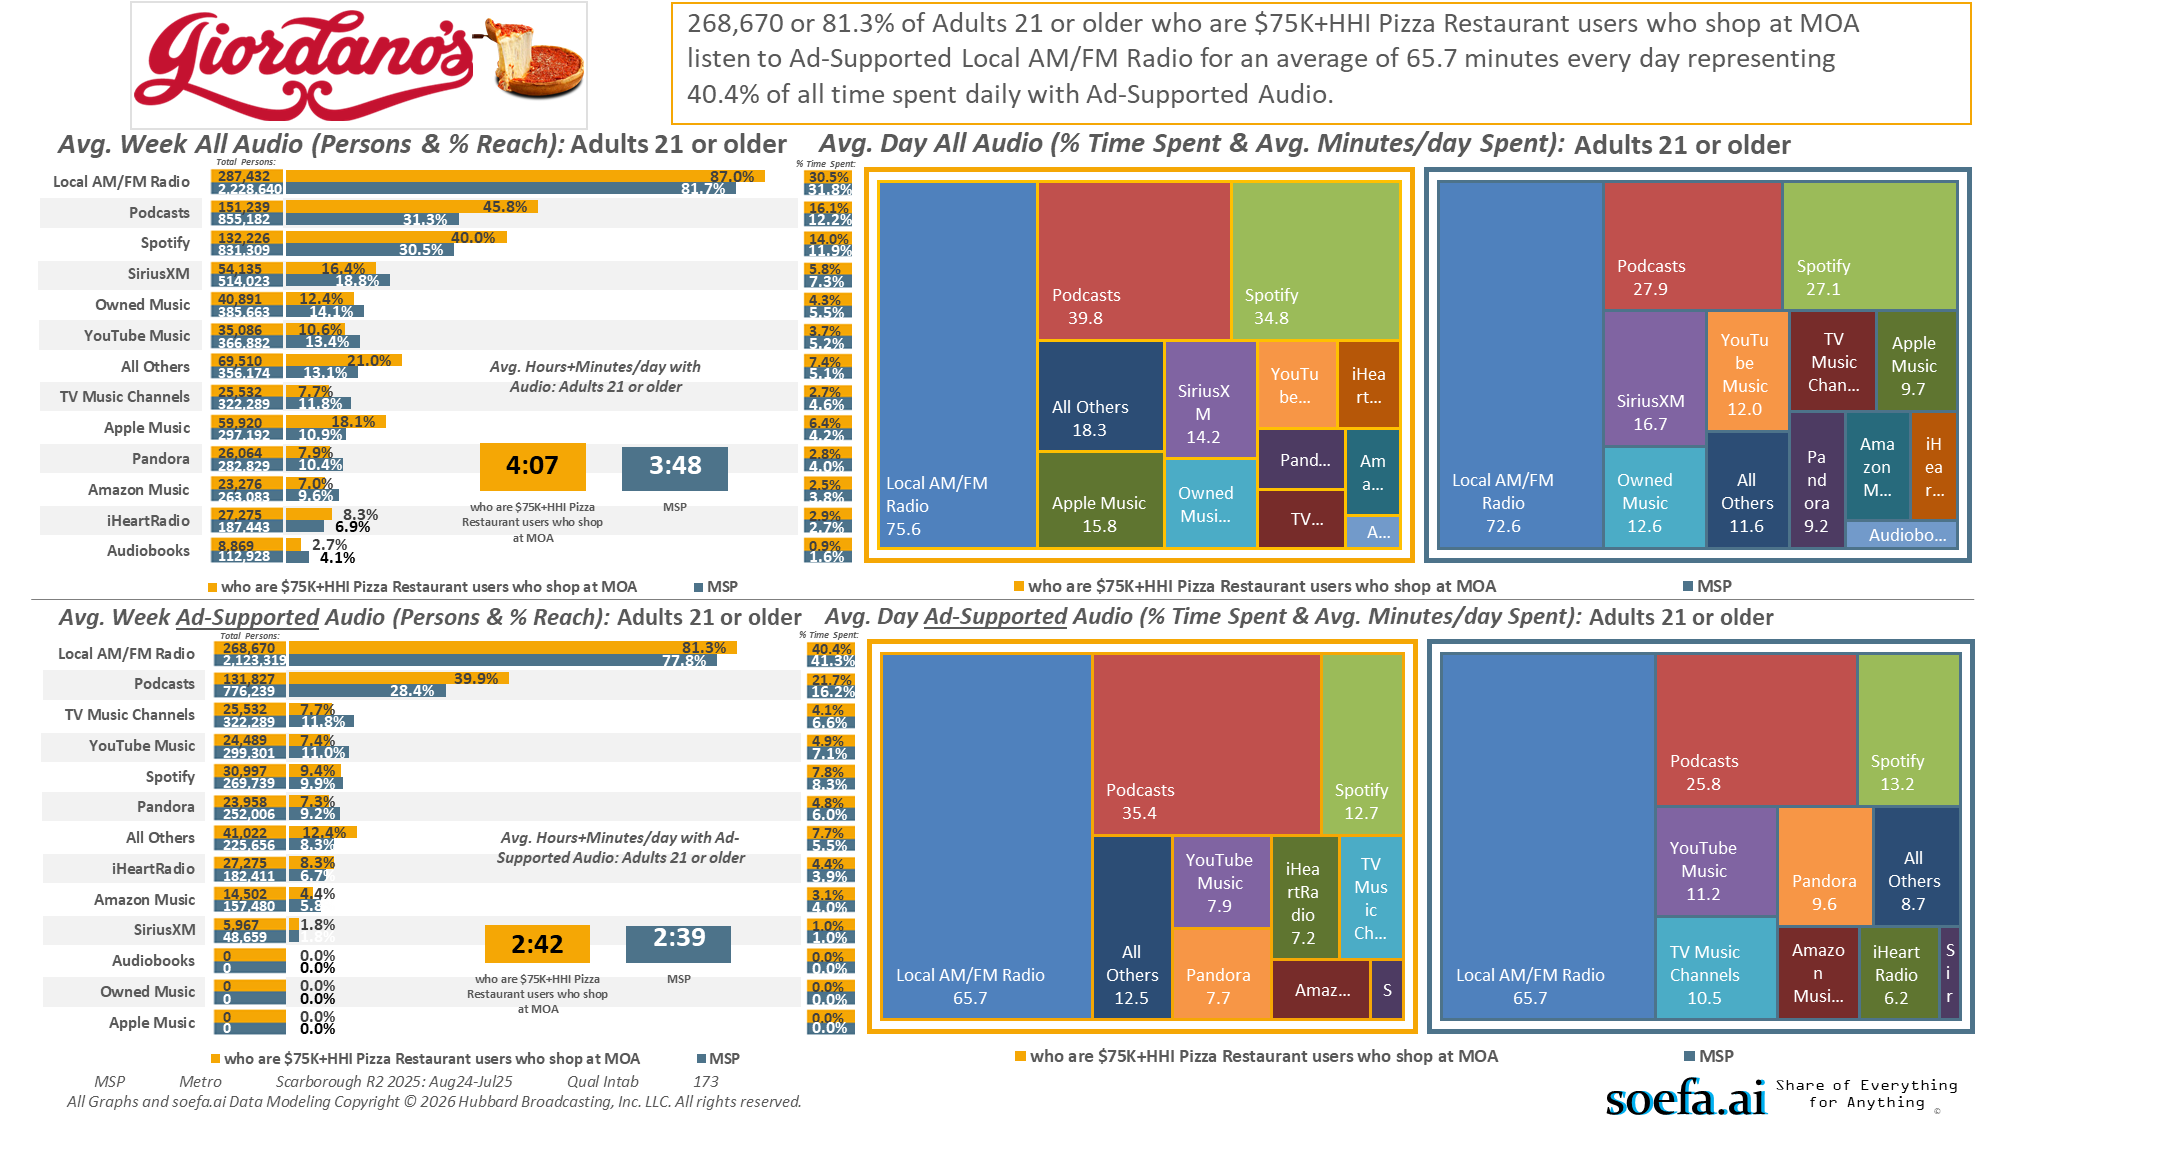 Giordano's
268,670 or 81.3% of Adults 21 or older who are $75K+HHI Pizza Restaurant users who shop at MOA
listen to Ad-Supported Local AM/FM Radio for an average of 65.7 minutes every day representing
40.4% of all time spent daily with Ad-Supported Audio.
Avg. Week All Audio (Persons & % Reach): Adults 21 or older
Total Persons:
% Time Spent:
Local AM/FM Radio 287,432 87.0% 30.5%
2,228,640 81.7% 31.8%
Podcasts 151,239 45.8% 16.1%
855,182 31.3% 12.2%
Spotify 132,226 40.0% 14.0%
831,309 30.5% 11.9%
SiriusXM 54,135 16.4% 5.8%
514,023 18.8% 7.3%
Owned Music 40,891 12.4% 4.3%
385,663 14.1% 5.5%
YouTube Music 35,086 10.6% 3.7%
366,882 13.4% 5.2%
All Others 69,510 21.0% 7.4%
356,174 13.1% 5.1%
TV Music Channels 25,532 7.7% 2.7%
322,289 11.8% 4.6%
Apple Music 59,920 18.1% 6.4%
297,192 10.9% 4.2%
Pandora 26,064 7.9% 2.8%
282,829 10.4% 4.0%
Amazon Music 23,276 7.0% 2.5%
263,083 9.6% 3.8%
iHeartRadio 27,275 8.3% 2.9%
187,443 6.9% 2.7%
Audiobooks 8,869 2.7% 0.9%
112,928 4.1% 1.6%
Avg. Hours+Minutes/day with
Audio: Adults 21 or older
4:07
3:48
who are $75K+HHI Pizza
Restaurant users who shop
at MOA
MSP
who are $75K+HHI Pizza Restaurant users who shop at MOA
MSP
Avg. Day All Audio (% Time Spent & Avg. Minutes/day Spent): Adults 21 or older
Local AM/FM
Radio
75.6
Podcasts
39.8
Spotify
34.8
All Others
18.3
Apple Music
15.8
SiriusX
M
14.2
Owned
Musi...
YouTu
be...
iHea
rt...
Pand...
Am
a...
TV...
A...
Local AM/FM
Radio
72.6
Podcasts
27.9
Spotify
27.1
SiriusXM
16.7
Owned
Music
12.6
YouTu
be
Music
12.0
All
Others
11.6
TV
Music
Chan...
Apple
Music
9.7
Pa
nd
ora
9.2
Ama
zon
M...
iH
ea
r...
Audiobo...
who are $75K+HHI Pizza Restaurant users who shop at MOA
MSP
Avg. Week Ad-Supported Audio (Persons & % Reach): Adults 21 or older
Total Persons:
% Time Spent:
Local AM/FM Radio 268,670 81.3% 40.4%
2,123,319 77.8% 41.3%
Podcasts 131,827 39.9% 21.7%
776,239 28.4% 16.2%
TV Music Channels 25,532 7.7% 4.1%
322,289 11.8% 6.6%
YouTube Music 24,489 7.4% 4.9%
299,301 11.0% 7.1%
Spotify 30,997 9.4% 7.8%
269,739 9.9% 8.3%
Pandora 23,958 7.3% 4.8%
252,006 9.2% 6.0%
All Others 41,022 12.4% 7.7%
225,656 8.3% 5.5%
iHeartRadio 27,275 8.3% 4.4%
182,411 6.7% 3.9%
Amazon Music 14,502 4.4% 3.1%
157,480 5.8 4.0%
SiriusXM 5,967 1.8% 1.0%
48,659 1.0%
Audiobooks 0 0.0% 0.0%
0 0.0% 0.0%
Owned Music 0 0.0% 0.0%
0 0.0% 0.0%
Apple Music 0 0.0% 0.0%
0 0.0% 0.0%
Avg. Hours+Minutes/day with Ad-
Supported Audio: Adults 21 or older
2:42
2:39
who are $75K+HHI Pizza
Restaurant users who shop
at MOA
MSP
who are $75K+HHI Pizza Restaurant users who shop at MOA
MSP
Avg. Day Ad-Supported Audio (% Time Spent & Avg. Minutes/day Spent): Adults 21 or older
Local AM/FM Radio
65.7
Podcasts
35.4
Spotify
12.7
All
Others
12.5
YouTube
Music
7.9
Pandora
7.7
iHea
rtRa
dio
7.2
TV
Mus
ic
Ch...
Amaz...
S
Local AM/FM Radio
65.7
Podcasts
25.8
Spotify
13.2
YouTube
Music
11.2
TV Music
Channels
10.5
Pandora
9.6
All
Others
8.7
Amazo
n
Musi...
iHeart
Radio
6.2
S
i
r
who are $75K+HHI Pizza Restaurant users who shop at MOA
MSP
MSP Metro Scarborough R2 2025: Aug24-Jul25 Qual Intab 173
All Graphs and soefa.ai Data Modeling Copyright © 2026 Hubbard Broadcasting, Inc. LLC. All rights reserved.
soefa.ai
Share of Everything
for Anything ©